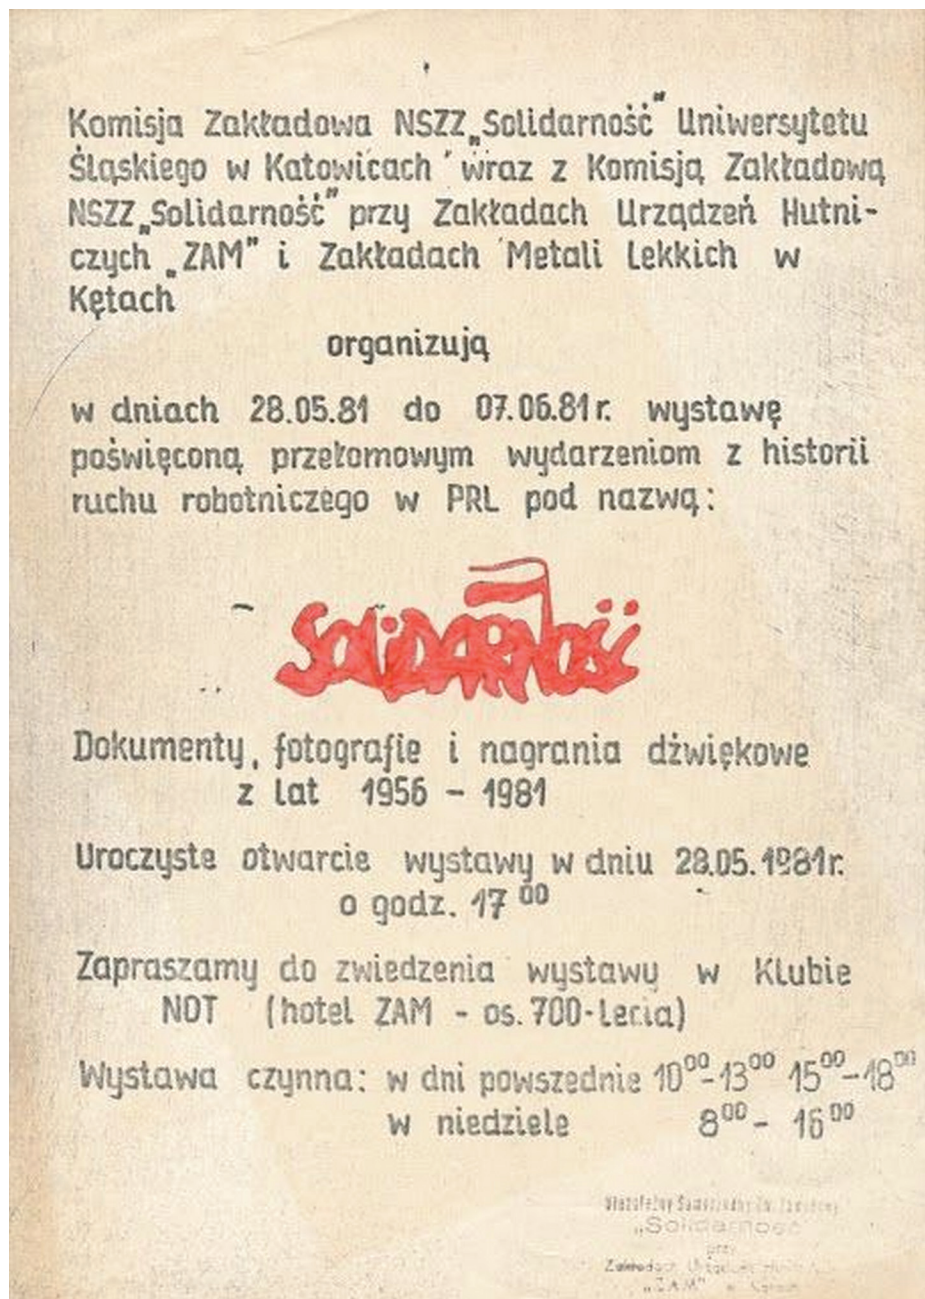 Komisja Zakładowa NSZZ „Solidarność" Uniwersytetu
Śląskiego w Katowicach wraz z Komisją Zakładową
NSZZ „Solidarność" przy Zakładach Urządzeń Hutni-
czych „ZAM" i Zakładach Metali Lekkich w
Kętach
organizują
w dniach 28.05.81 do 07.06.81 r. wystawę
poświęconą przełomowym wydarzeniom z historii
ruchu robotniczego w PRL pod nazwą:
SOLIDARNOŚĆ
Dokumenty, fotografie i nagrania dźwiękowe
z lat 1956 - 1981
Uroczyste otwarcie wystawy w dniu 28.05.1981r.
o godz. 17 00
Zapraszamy do zwiedzenia wystawy w Klubie
NOT (hotel ZAM - os. 700-lecia)
Wystawa czynna: w dni powszednie 10 00 - 13 00 15 00 - 18 00
w niedziele 8 00 - 16 00
„Solidarność"
przy
„ZAM" w